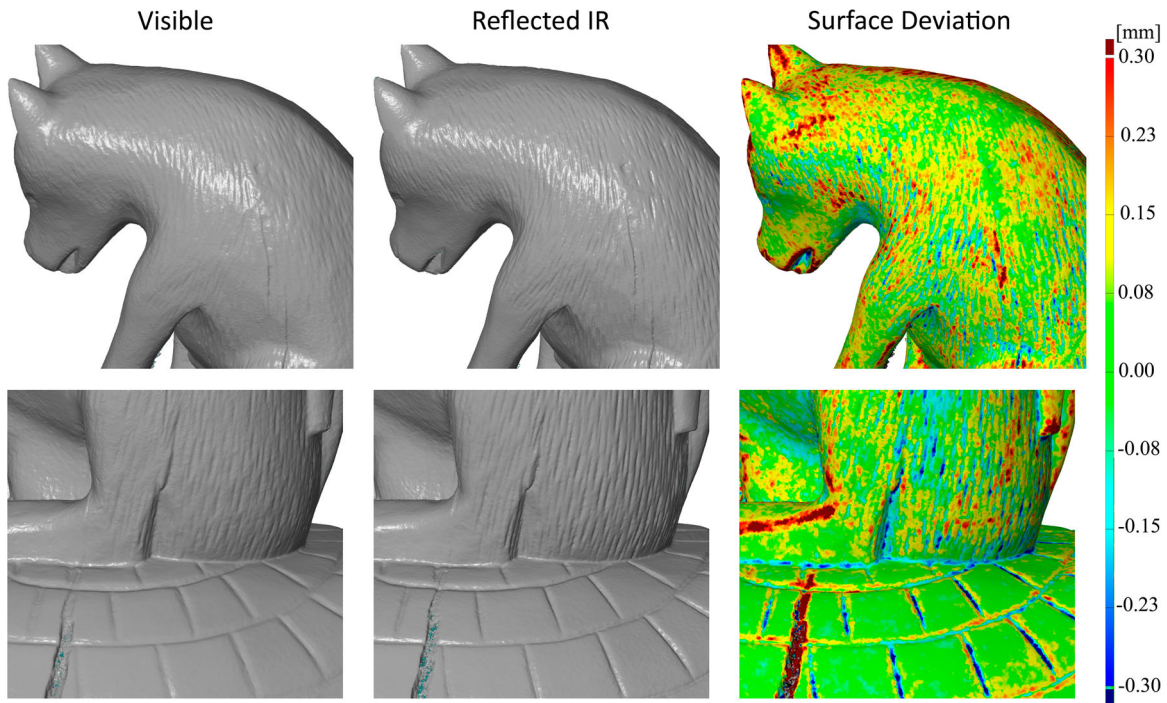 Visible
Reflected IR
Surface Deviation
[mm]
0.30
0.23
0.15
0.08
0.00
-0.08
-0.15
-0.23
-0.30